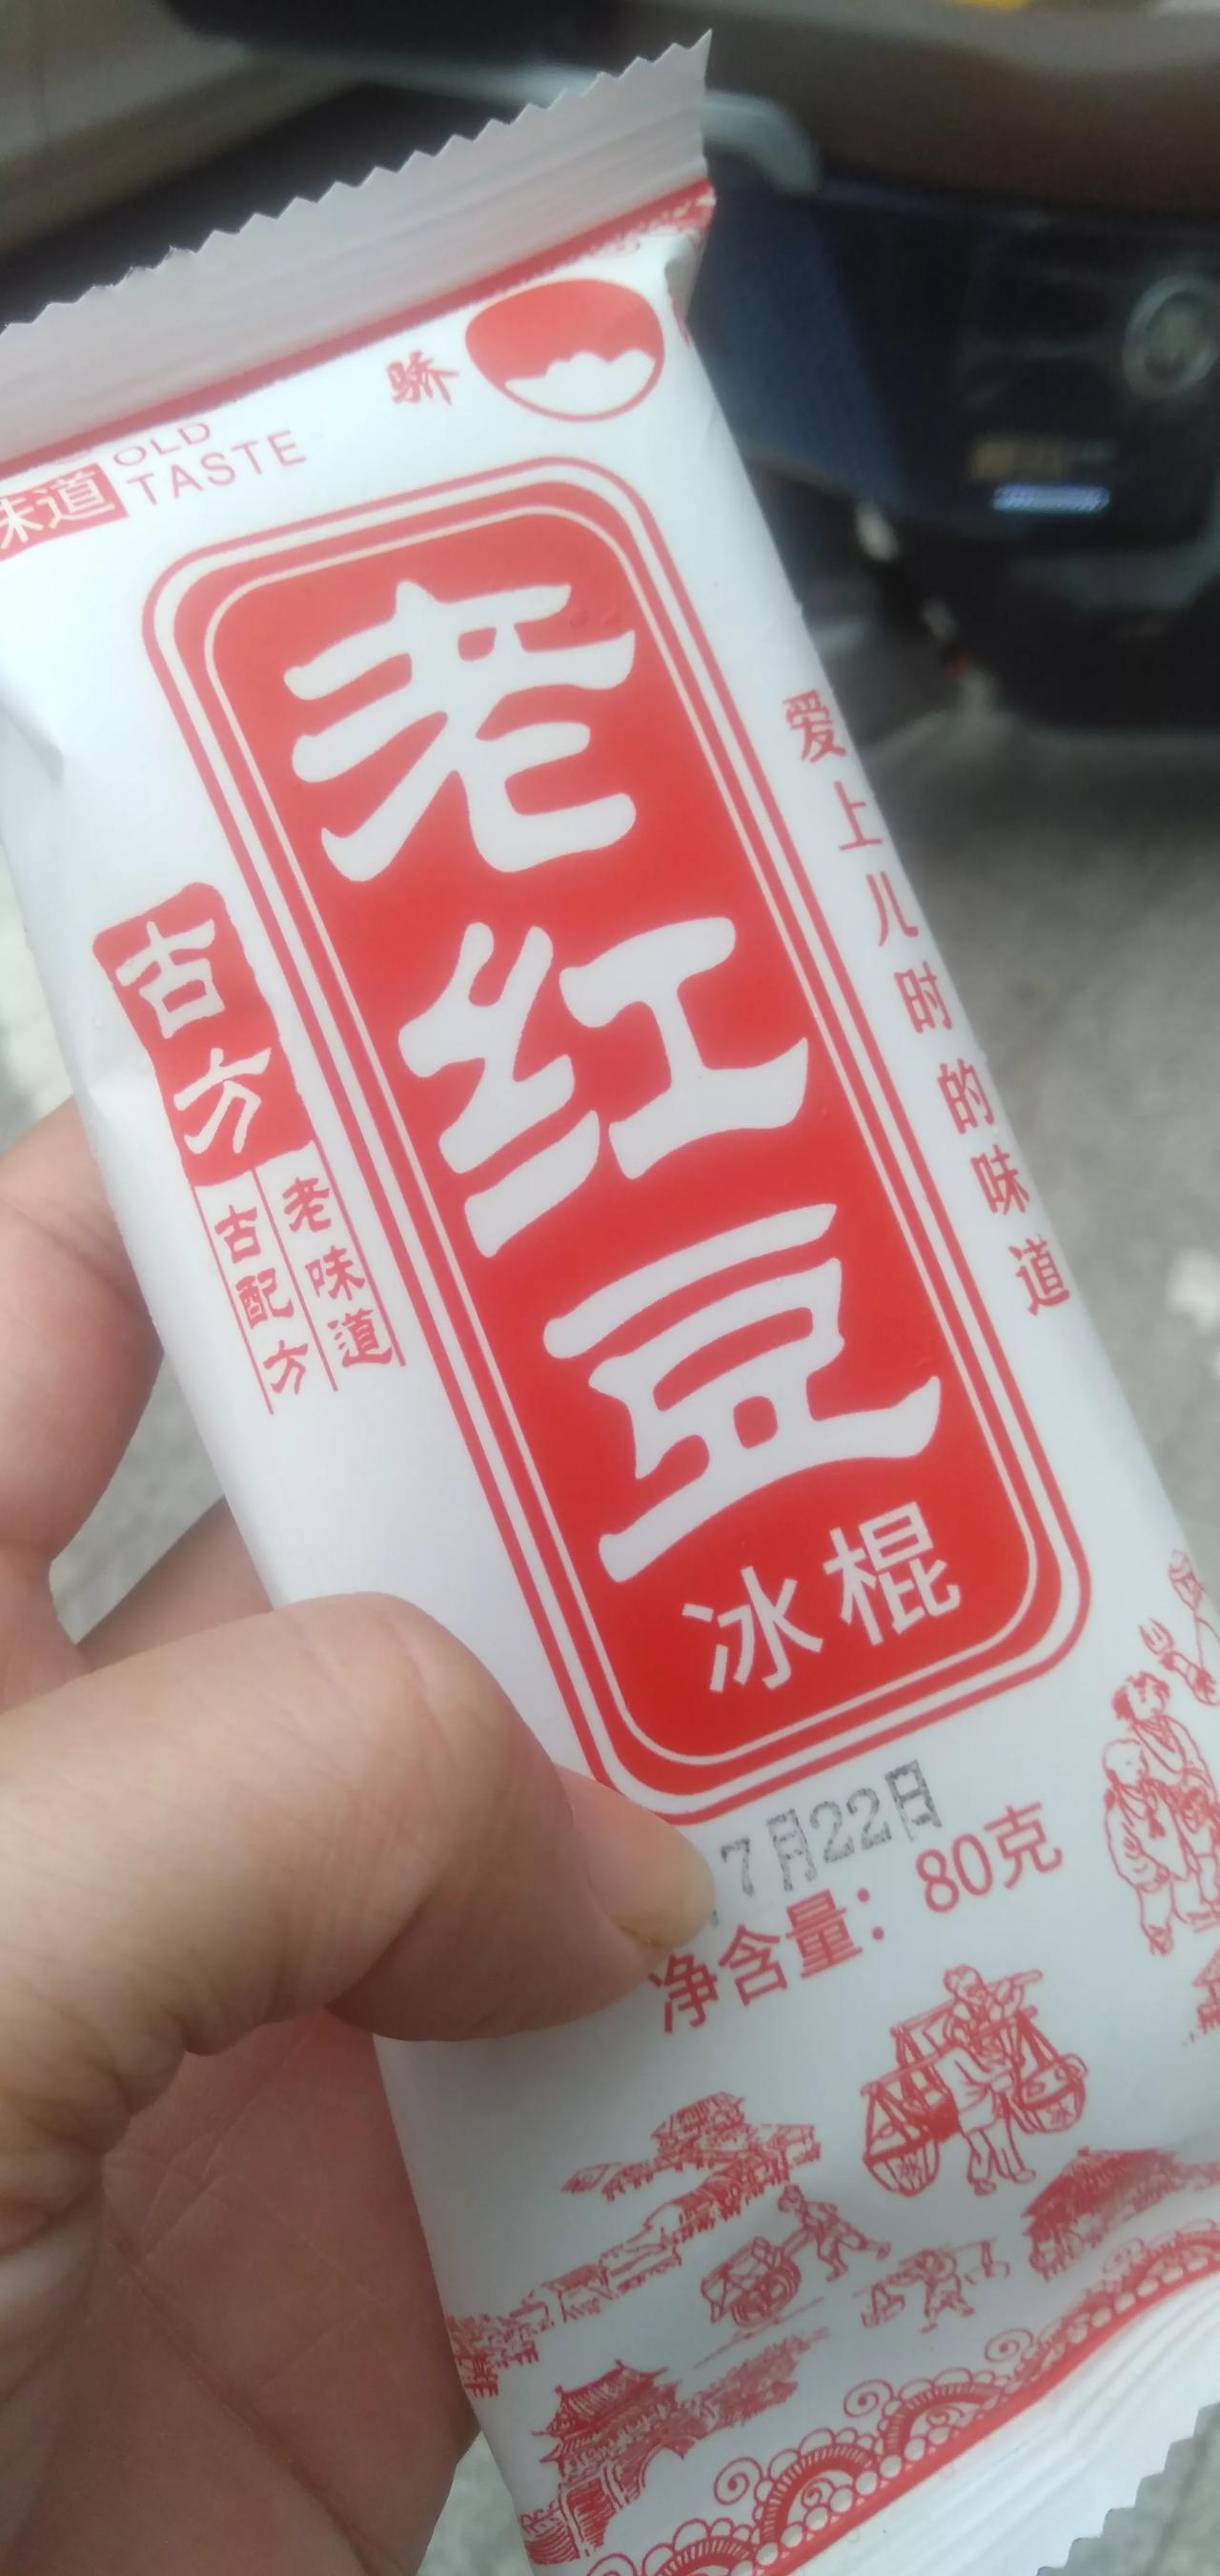 骄
OLD
味道 TASTE
老红豆
冰棍
爱上儿时的味道
古方
老味道
古配方
7月22日
净含量：80克